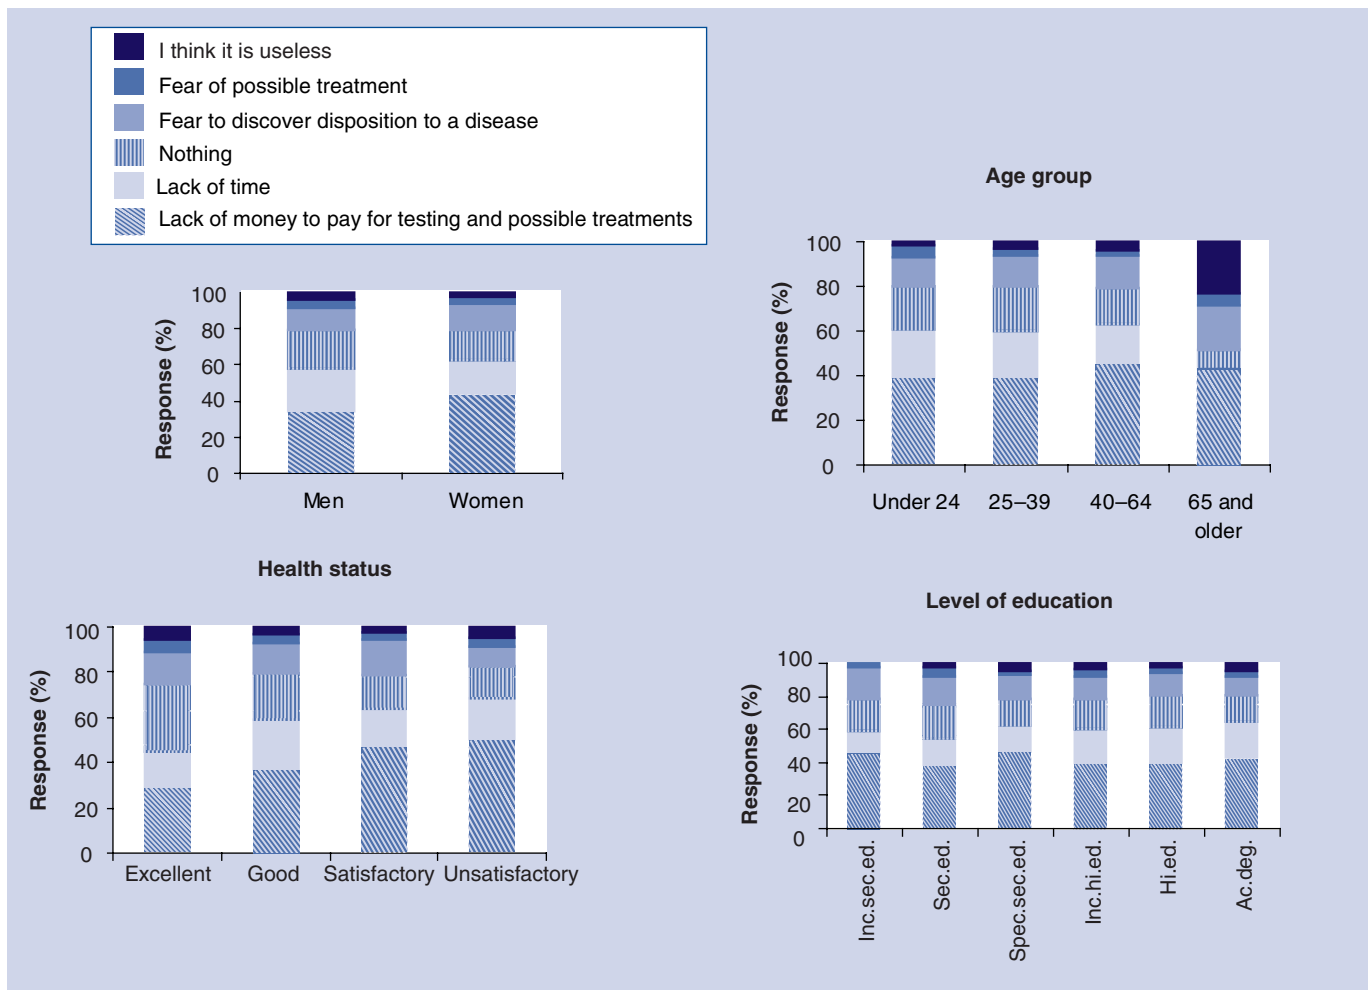 I think it is useless
Fear of possible treatment
Fear to discover disposition to a disease
Nothing
Lack of time
Lack of money to pay for testing and possible treatments
Response (%)
100
80
60
40
20
0
Men Women
Age group
Response (%)
100
80
60
40
20
0
Under 24 25–39 40–64 65 and
older
Health status
Response (%)
100
80
60
40
20
0
Excellent Good Satisfactory Unsatisfactory
Level of education
Response (%)
100
80
60
40
20
0
Inc.sec.ed.
Sec.ed.
Spec.sec.ed.
Inc.hi.ed.
Hi.ed.
Ac.deg.